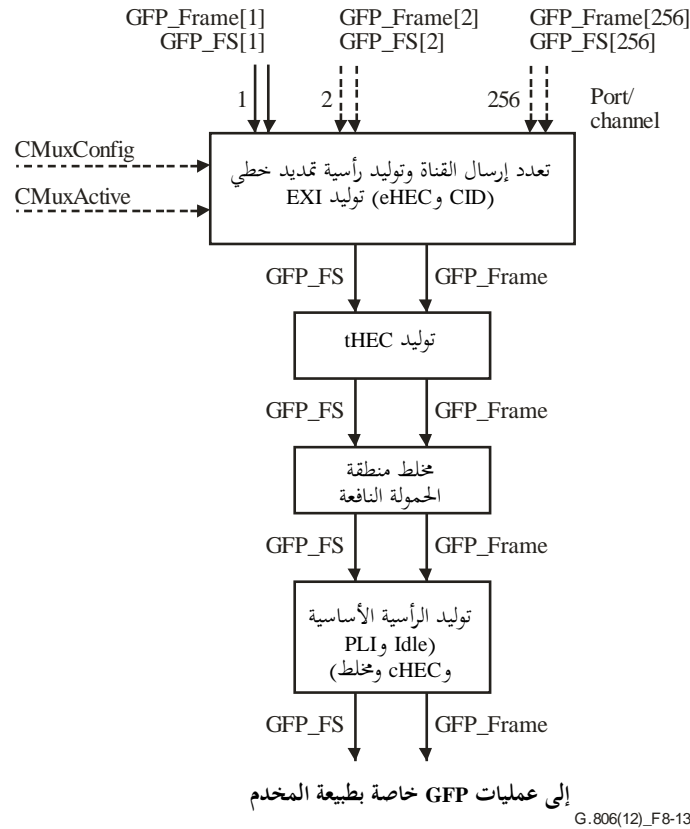 GFP_Frame[1] GFP_Frame[2] GFP_Frame[256]
GFP_FS[1] GFP_FS[2] GFP_FS[256]
1 2 256 Port/
channel
CMuxConfig
CMuxActive
تعدد إرسال القناة وتوليد رأسية تمديد خطي
(CID وeHEC) توليد EXI
GFP_FS GFP_Frame
توليد tHEC
GFP_FS GFP_Frame
مخلط منطقة
الحمولة النافعة
GFP_FS GFP_Frame
توليد الرأسية الأساسية
(Idle وPLI
وcHEC ومخلط)
GFP_FS GFP_Frame
إلى عمليات GFP خاصة بطبيعة المخدم
G.806(12)_F8-13